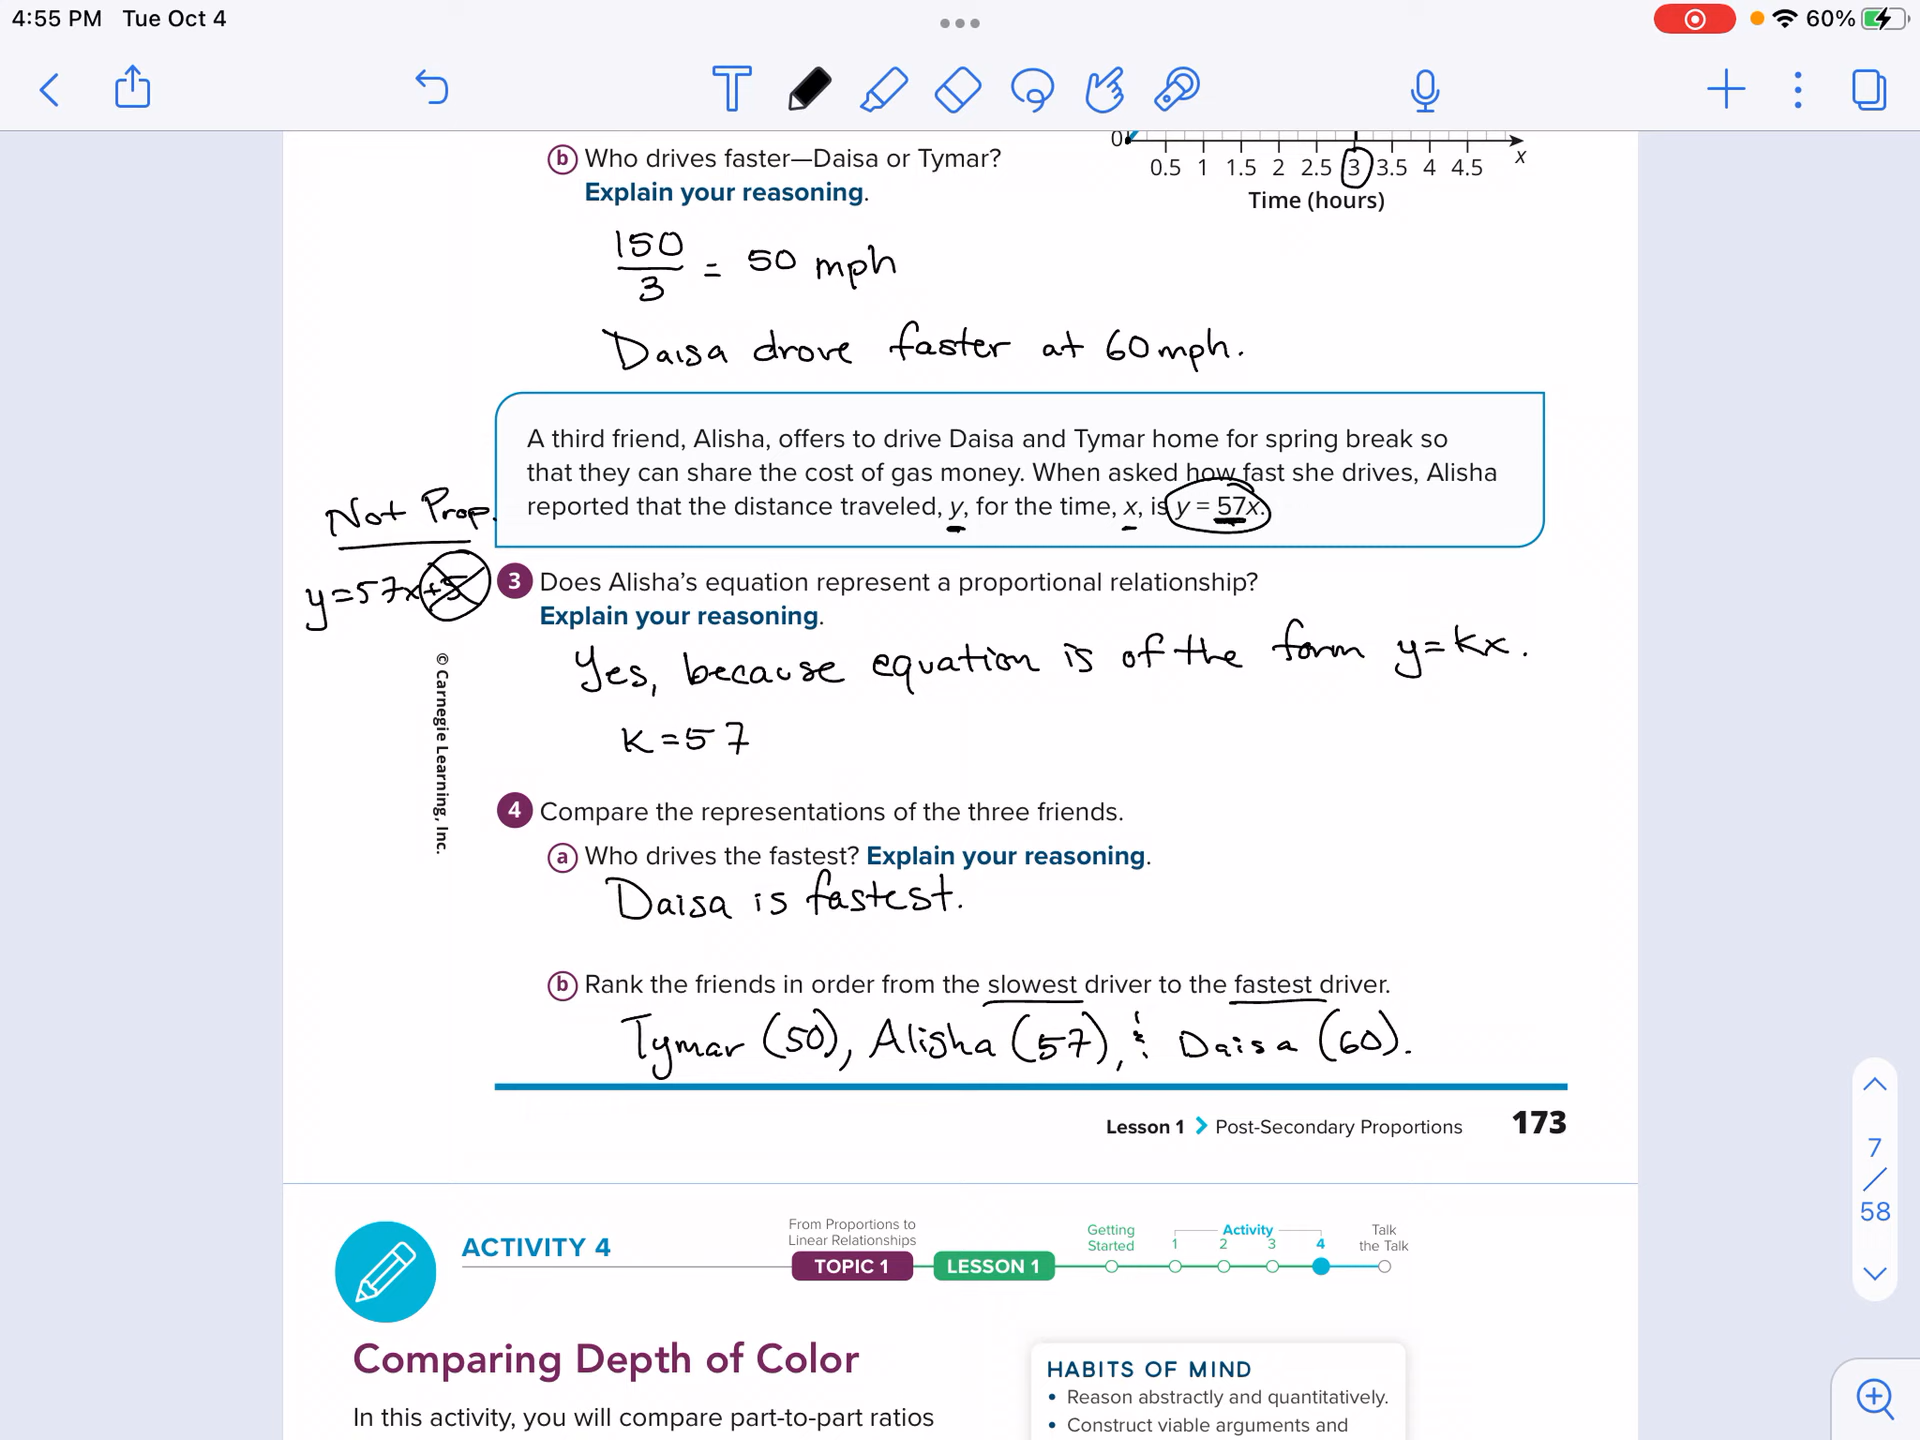 4:55 PM Tue Oct 4
60%
0
0.5 1 1.5 2 2.5 3 3.5 4 4.5 x
Time (hours)
b Who drives faster—Daisa or Tymar?
Explain your reasoning.
150
3
= 50 mph
Daisa drove faster at 60mph.
A third friend, Alisha, offers to drive Daisa and Tymar home for spring break so
that they can share the cost of gas money. When asked how fast she drives, Alisha
reported that the distance traveled, y, for the time, x, is y = 57x.
Not Prop.
y=57x+5
3 Does Alisha's equation represent a proportional relationship?
Explain your reasoning.
Yes, because equation is of the form y=kx.
K=57
© Carnegie Learning, Inc.
4 Compare the representations of the three friends.
a Who drives the fastest? Explain your reasoning.
Daisa is fastest.
b Rank the friends in order from the slowest driver to the fastest driver.
Tymar (50), Alisha (57), & Daisa (60).
Lesson 1 > Post-Secondary Proportions 173
7
/
58
ACTIVITY 4
From Proportions to
Linear Relationships
TOPIC 1
LESSON 1
Getting
Started
Activity
1 2 3 4
Talk
the Talk
Comparing Depth of Color
In this activity, you will compare part-to-part ratios
HABITS OF MIND
• Reason abstractly and quantitatively.
• Construct viable arguments and